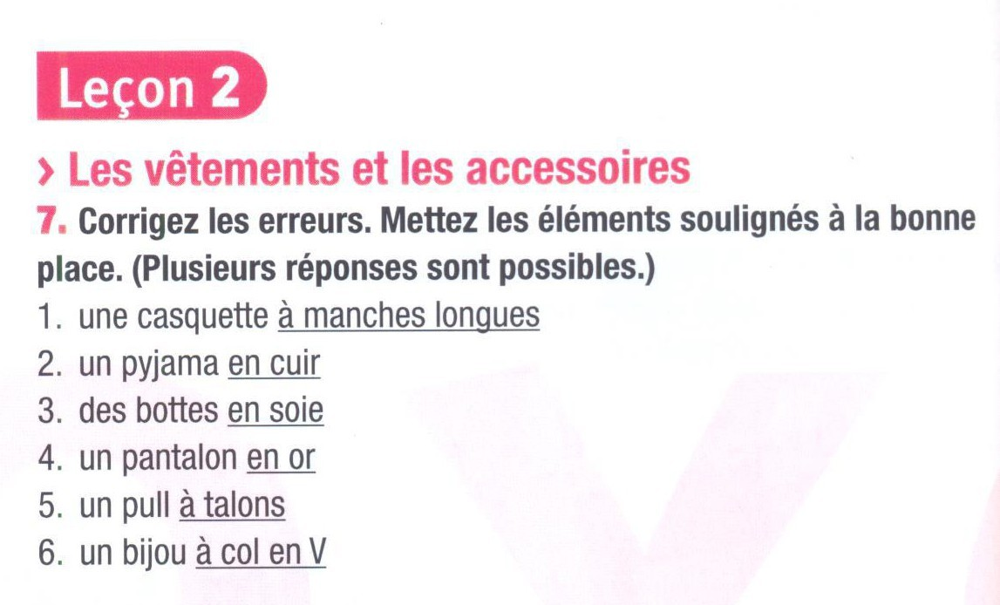 Leçon 2
› Les vêtements et les accessoires
7. Corrigez les erreurs. Mettez les éléments soulignés à la bonne
place. (Plusieurs réponses sont possibles.)
1. une casquette à manches longues
2. un pyjama en cuir
3. des bottes en soie
4. un pantalon en or
5. un pull à talons
6. un bijou à col en V